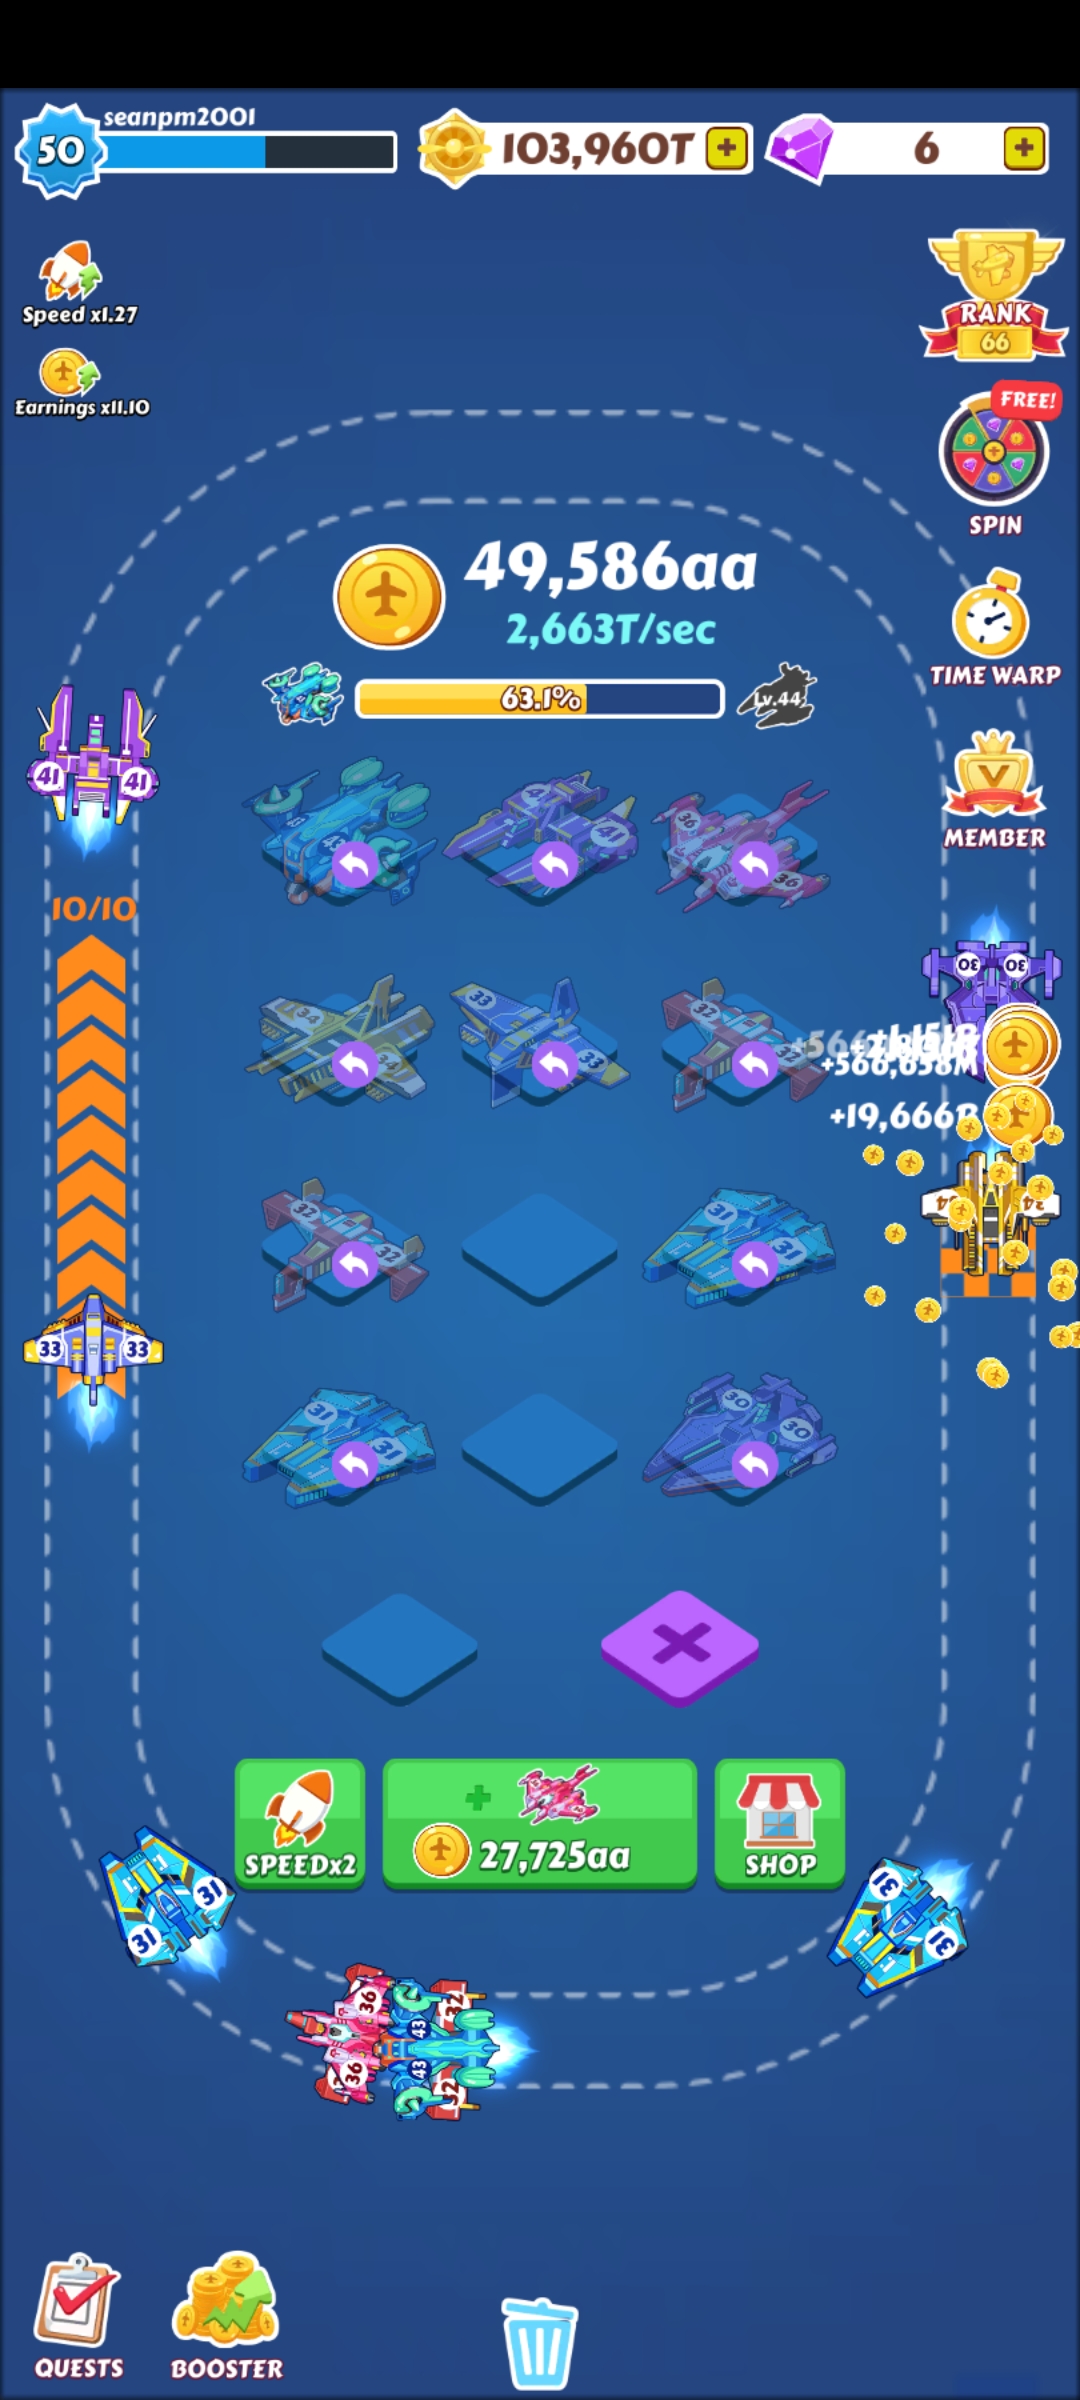 seanpm2001
50
103,960T
6
Speed x1.27
Earnings x11.10
RANK
66
FREE!
SPIN
49,586aa
2,663T/sec
TIME WARP
63.1%
Lv.44
MEMBER
41 41
43
41 41
36 36
10/10
30 30
34 34
33 33
32 32
+566,658M
+19,666B
33 33
32 32
31 31
31 31
30 30
SPEEDx2
27,725aa
SHOP
31 31
31 31
36 43 32
36 43 32
QUESTS
BOOSTER